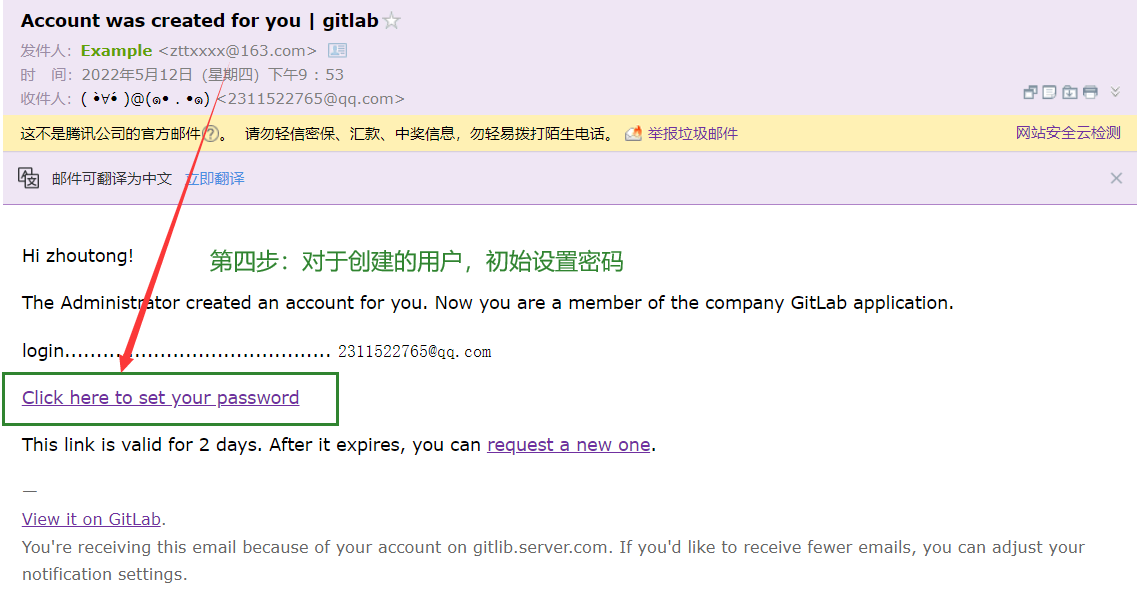 Account was created for you | gitlab☆
发件人：Example <zttxxxx@163.com>
时　间：2022年5月12日（星期四）下午9：53
收件人：( •̀∀•́ )@(๑• . •๑) <2311522765@qq.com>
这不是腾讯公司的官方邮件?。 请勿轻信密保、汇款、中奖信息，勿轻易拨打陌生电话。 举报垃圾邮件 网站安全云检测
邮件可翻译为中文 立即翻译 ×
Hi zhoutong!
第四步：对于创建的用户，初始设置密码
The Administrator created an account for you. Now you are a member of the company GitLab application.
login.......................................... 2311522765@qq.com
Click here to set your password
This link is valid for 2 days. After it expires, you can request a new one.
—
View it on GitLab.
You're receiving this email because of your account on gitlib.server.com. If you'd like to receive fewer emails, you can adjust your
notification settings.